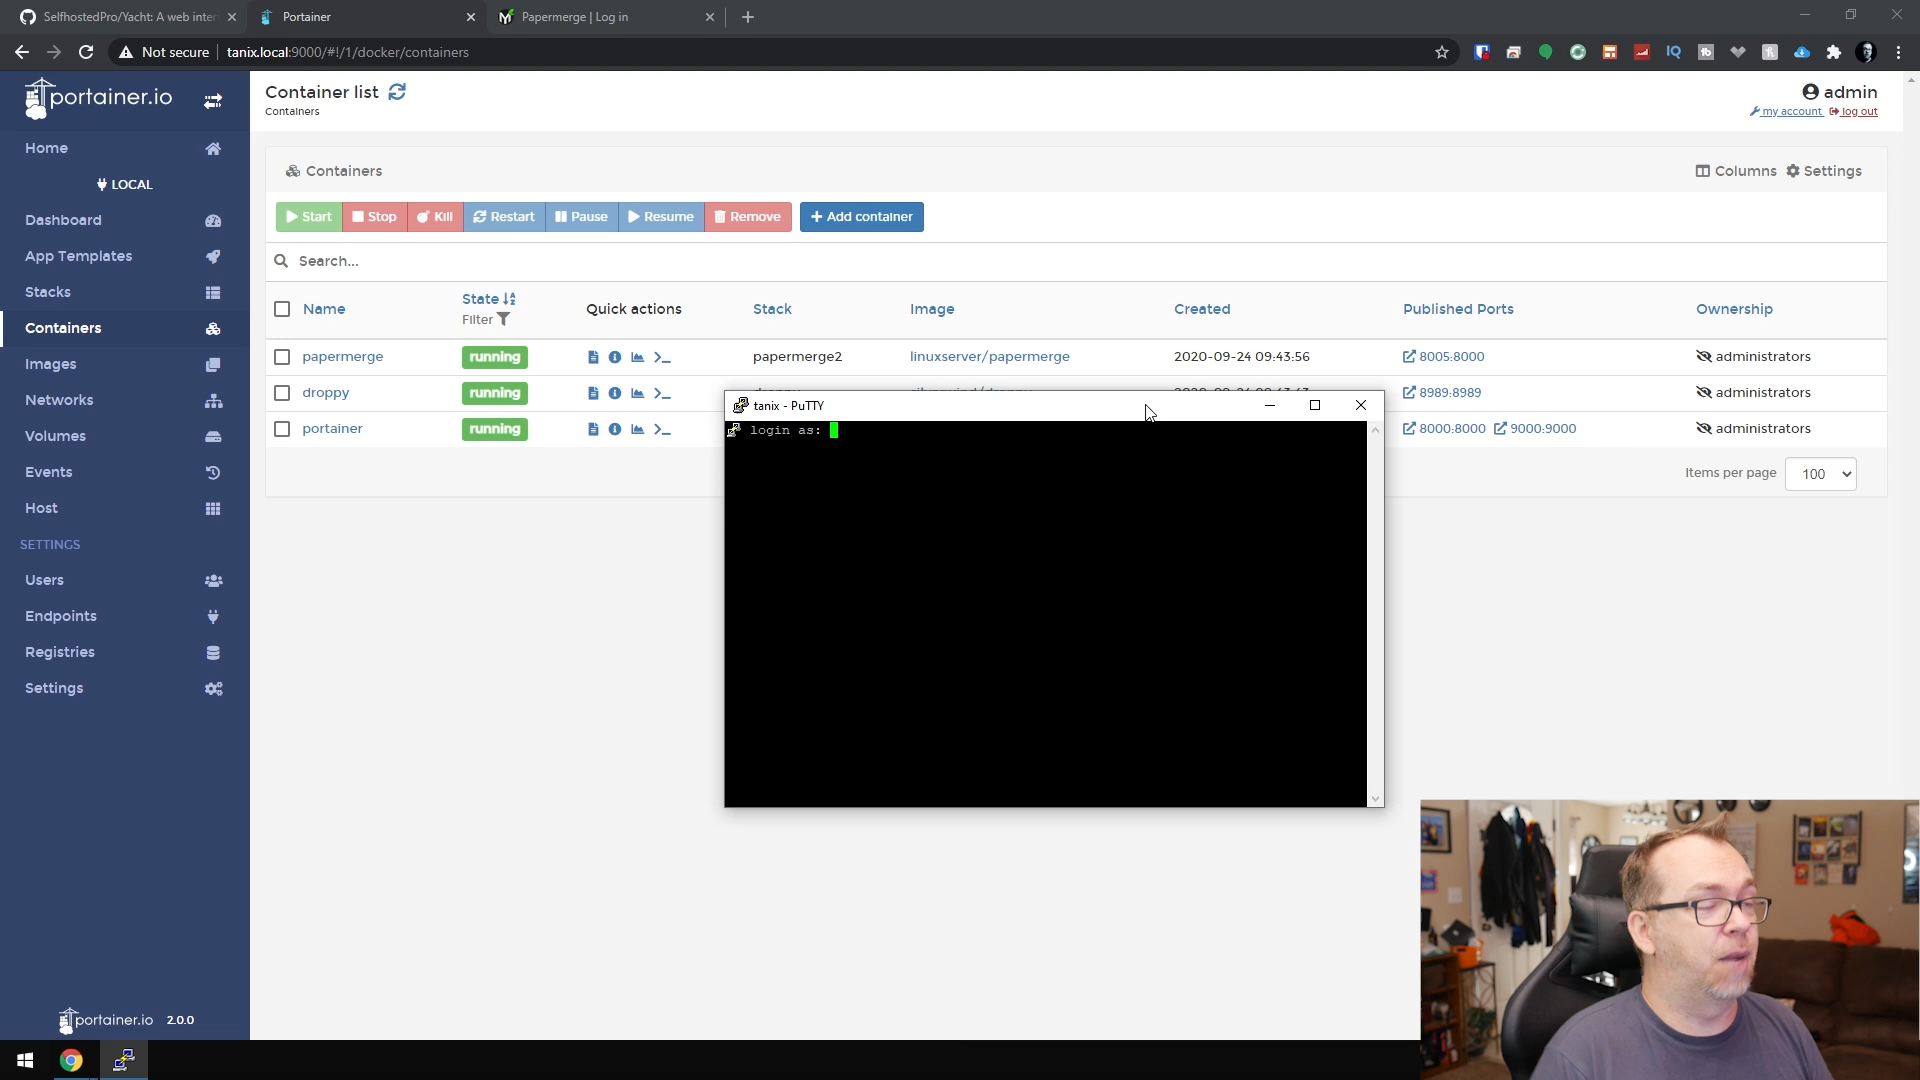 SelfhostedPro/Yacht: A web inter
Portainer
Papermerge | Log in
Not secure
tanix.local:9000/#!/1/docker/containers
portainer.io
Container list
Containers
admin
my account
log out
Home
LOCAL
Dashboard
App Templates
Stacks
Containers
Images
Networks
Volumes
Events
Host
SETTINGS
Users
Endpoints
Registries
Settings
portainer.io 2.0.0
Containers
Columns
Settings
Start
Stop
Kill
Restart
Pause
Resume
Remove
Add container
Search...
Name
State
Filter
Quick actions
Stack
Image
Created
Published Ports
Ownership
papermerge running papermerge2 linuxserver/papermerge 2020-09-24 09:43:56 8005:8000 administrators
droppy running 8989:8989 administrators
portainer running 8000:8000 9000:9000 administrators
Items per page 100
tanix - PuTTY
login as: